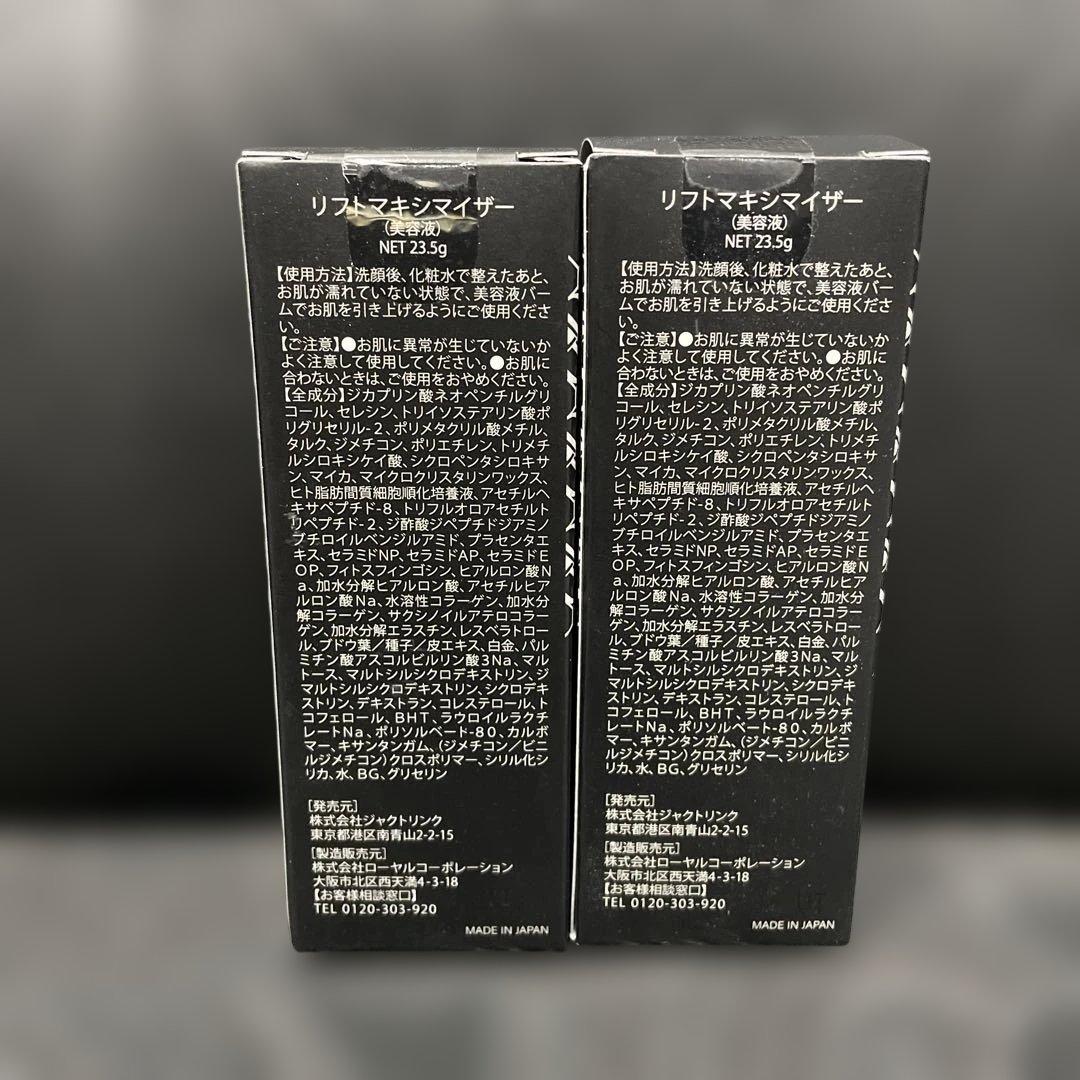 リフトマキシマイザー
(美容液)
NET 23.5g
【使用方法】洗顔後、化粧水で整えたあと、
お肌が濡れていない状態で、美容液バー
ムでお肌を引き上げるようにご使用くださ
い。
【ご注意】●お肌に異常が生じていないか
よく注意して使用してください。●お肌に
合わないときは、ご使用をおやめください。
【全成分】ジカプリン酸ネオペンチルグリ
コール、セレシン、トリイソステアリン酸ポ
リグリセリル-2、ポリメタクリル酸メチル、
タルク、ジメチコン、ポリエチレン、トリメチ
ルシロキシケイ酸、シクロペンタシロキサ
ン、マイカ、マイクロクリスタリンワックス、
ヒト脂肪間質細胞順化培養液、アセチルヘ
キサペプチド-8、トリフルオロアセチルト
リペプチド-2、ジ酢酸ジペプチドジアミノ
ブチロイルベンジルアミド、プラセンタエ
キス、セラミドNP、セラミドAP、セラミドE
OP、フィトスフィンゴシン、ヒアルロン酸N
a、加水分解ヒアルロン酸、アセチルヒア
ルロン酸Na、水溶性コラーゲン、加水分
解コラーゲン、サクシノイルアテロコラー
ゲン、加水分解エラスチン、レスベラトロー
ル、ブドウ葉／種子／皮エキス、白金、パル
ミチン酸アスコルビルリン酸3Na、マル
トース、マルトシルシクロデキストリン、ジ
マルトシルシクロデキストリン、シクロデキ
ストリン、デキストラン、コレステロール、ト
コフェロール、BHT、ラウロイルラクチ
レートNa、ポリソルベート-80、カルボ
マー、キサンタンガム、(ジメチコン／ビニ
ルジメチコン)クロスポリマー、シリル化シ
リカ、水、BG、グリセリン
[発売元]
株式会社ジャクトリンク
東京都港区南青山2-2-15
[製造販売元]
株式会社ローヤルコーポレーション
大阪市北区西天満4-3-18
【お客様相談窓口】
TEL 0120-303-920
MADE IN JAPAN
リフトマキシマイザー
(美容液)
NET 23.5g
【使用方法】洗顔後、化粧水で整えたあと、
お肌が濡れていない状態で、美容液バー
ムでお肌を引き上げるようにご使用くださ
い。
【ご注意】●お肌に異常が生じていないか
よく注意して使用してください。●お肌に
合わないときは、ご使用をおやめください。
【全成分】ジカプリン酸ネオペンチルグリ
コール、セレシン、トリイソステアリン酸ポ
リグリセリル-2、ポリメタクリル酸メチル、
タルク、ジメチコン、ポリエチレン、トリメチ
ルシロキシケイ酸、シクロペンタシロキサ
ン、マイカ、マイクロクリスタリンワックス、
ヒト脂肪間質細胞順化培養液、アセチルヘ
キサペプチド-8、トリフルオロアセチルト
リペプチド-2、ジ酢酸ジペプチドジアミノ
ブチロイルベンジルアミド、プラセンタエ
キス、セラミドNP、セラミドAP、セラミドE
OP、フィトスフィンゴシン、ヒアルロン酸N
a、加水分解ヒアルロン酸、アセチルヒア
ルロン酸Na、水溶性コラーゲン、加水分
解コラーゲン、サクシノイルアテロコラー
ゲン、加水分解エラスチン、レスベラトロー
ル、ブドウ葉／種子／皮エキス、白金、パル
ミチン酸アスコルビルリン酸3Na、マル
トース、マルトシルシクロデキストリン、ジ
マルトシルシクロデキストリン、シクロデキ
ストリン、デキストラン、コレステロール、ト
コフェロール、BHT、ラウロイルラクチ
レートNa、ポリソルベート-80、カルボ
マー、キサンタンガム、(ジメチコン／ビニ
ルジメチコン)クロスポリマー、シリル化シ
リカ、水、BG、グリセリン
[発売元]
株式会社ジャクトリンク
東京都港区南青山2-2-15
[製造販売元]
株式会社ローヤルコーポレーション
大阪市北区西天満4-3-18
【お客様相談窓口】
TEL 0120-303-920
MADE IN JAPAN